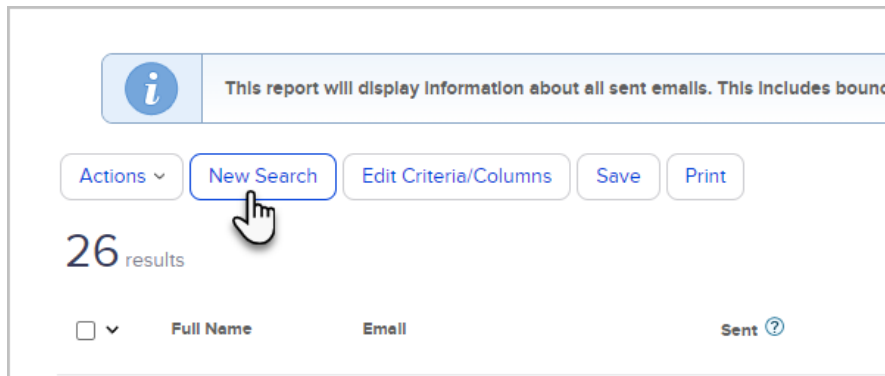 This report will display information about all sent emails. This includes
Actions New Search Edit Criteria/Columns Save Print
26 results
Full Name Email Sent ?